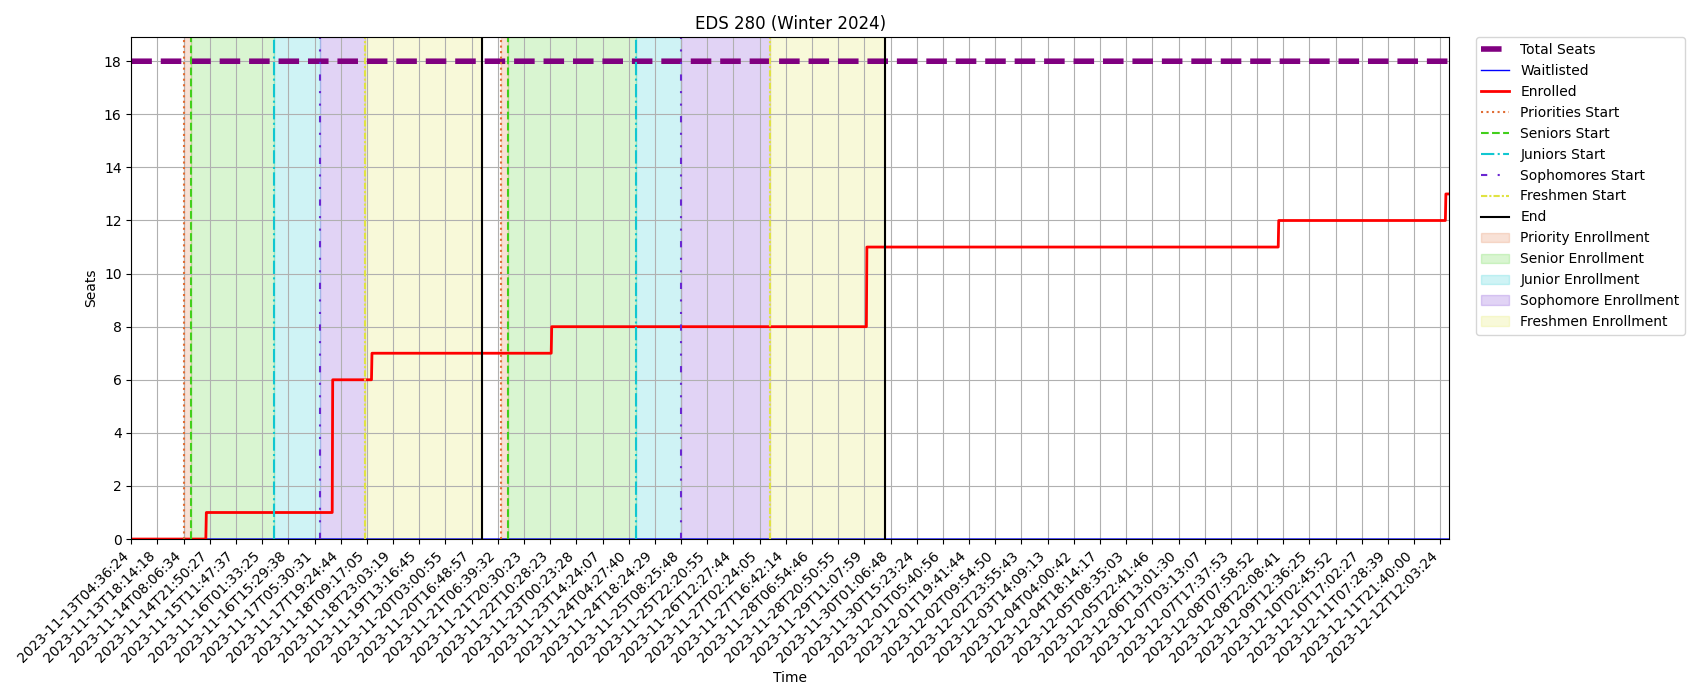 EDS 280 (Winter 2024)
Seats
18
16
14
12
10
8
6
4
2
0
2023-11-13T04:36:24
2023-11-13T18:14:18
2023-11-14T08:06:34
2023-11-14T21:50:27
2023-11-15T11:47:37
2023-11-16T01:33:25
2023-11-16T15:29:38
2023-11-17T05:30:31
2023-11-17T19:24:44
2023-11-18T09:17:05
2023-11-18T23:03:19
2023-11-19T13:16:45
2023-11-20T03:00:55
2023-11-20T16:48:57
2023-11-21T06:39:32
2023-11-21T20:30:23
2023-11-22T10:28:23
2023-11-23T00:23:28
2023-11-23T14:24:07
2023-11-24T04:27:40
2023-11-24T18:24:29
2023-11-25T08:25:48
2023-11-25T22:20:55
2023-11-26T12:27:44
2023-11-27T02:24:05
2023-11-27T16:42:14
2023-11-28T06:54:46
2023-11-28T20:50:55
2023-11-29T11:07:59
2023-11-30T01:06:48
2023-11-30T15:23:24
2023-12-01T05:40:56
2023-12-01T19:41:44
2023-12-02T09:54:50
2023-12-02T23:55:43
2023-12-03T14:09:13
2023-12-04T04:00:42
2023-12-04T18:14:17
2023-12-05T08:35:03
2023-12-05T22:41:46
2023-12-06T13:01:30
2023-12-07T03:13:07
2023-12-07T17:37:53
2023-12-08T07:58:52
2023-12-08T22:08:41
2023-12-09T12:36:25
2023-12-10T02:45:52
2023-12-10T17:02:27
2023-12-11T07:28:39
2023-12-11T21:40:00
2023-12-12T12:03:24
Time
Total Seats
Waitlisted
Enrolled
Priorities Start
Seniors Start
Juniors Start
Sophomores Start
Freshmen Start
End
Priority Enrollment
Senior Enrollment
Junior Enrollment
Sophomore Enrollment
Freshmen Enrollment